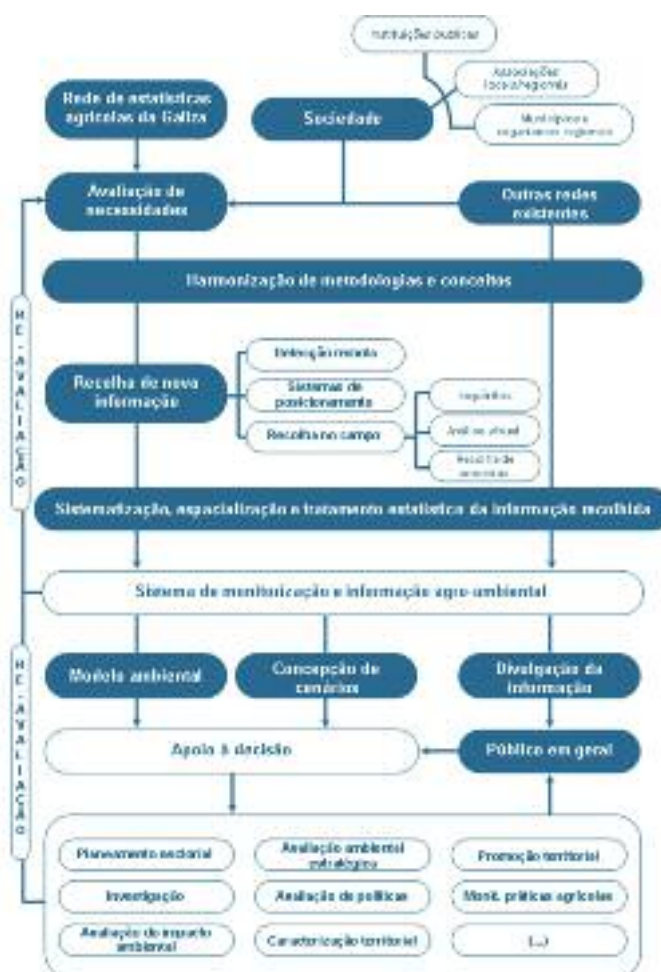 Instituições publicas
Associações
locais/regionais
Rede de estatísticas
agrícolas da Galiza
Sociedade
Municípios e
organismos regionais
Avaliação de
necessidades
Outras redes
existentes
Harmonização de metodologias e conceitos
RE-AVALIAÇÃO
Detecção remota
Recolha de nova
informação
Sistemas de
posicionamento
Inquéritos
Recolha no campo
Análise visual
Recolha de
amostras
Sistematização, espacialização e tratamento estatístico da informação recolhida
Sistema de monitorização e informação agro-ambiental
RE-AVALIAÇÃO
Modelo ambiental
Concepção de
cenários
Divulgação da
informação
Apoio à decisão
Público em geral
Planeamento sectorial
Avaliação ambiental
estratégica
Promoção territorial
Investigação
Avaliação de políticas
Monit. práticas agrícolas
Avaliação do impacto
ambiental
Caracterização territorial
(...)